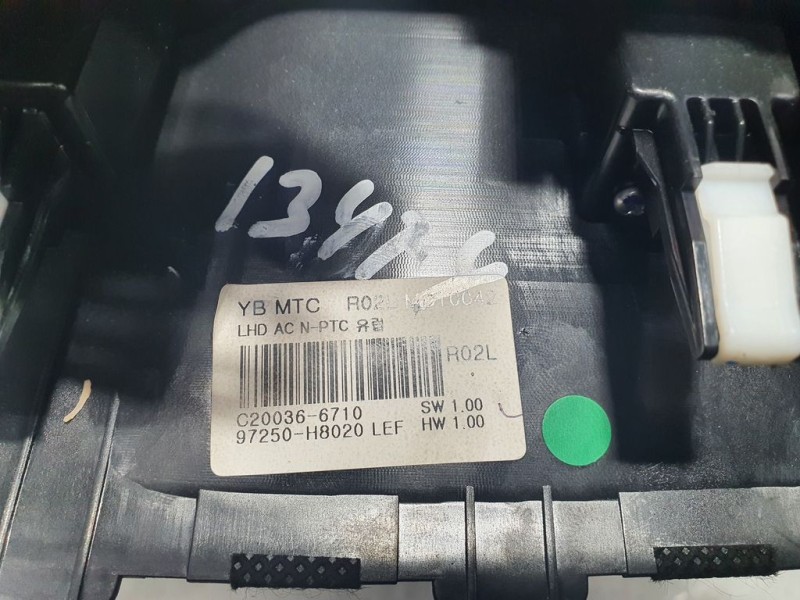 YB MTC R02
LHD AC N-PTC 유럽
R02L
C20036-6710 SW 1.00
97250-H8020 LEF HW 1.00